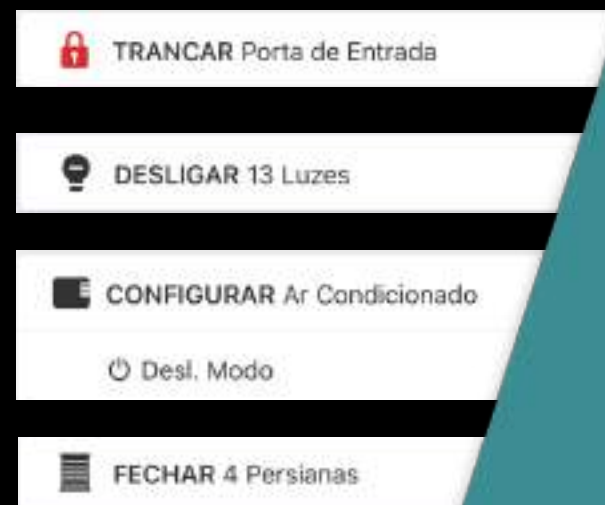 TRANCAR Porta de Entrada
DESLIGAR 13 Luzes
CONFIGURAR Ar Condicionado
Desl. Modo
FECHAR 4 Persianas